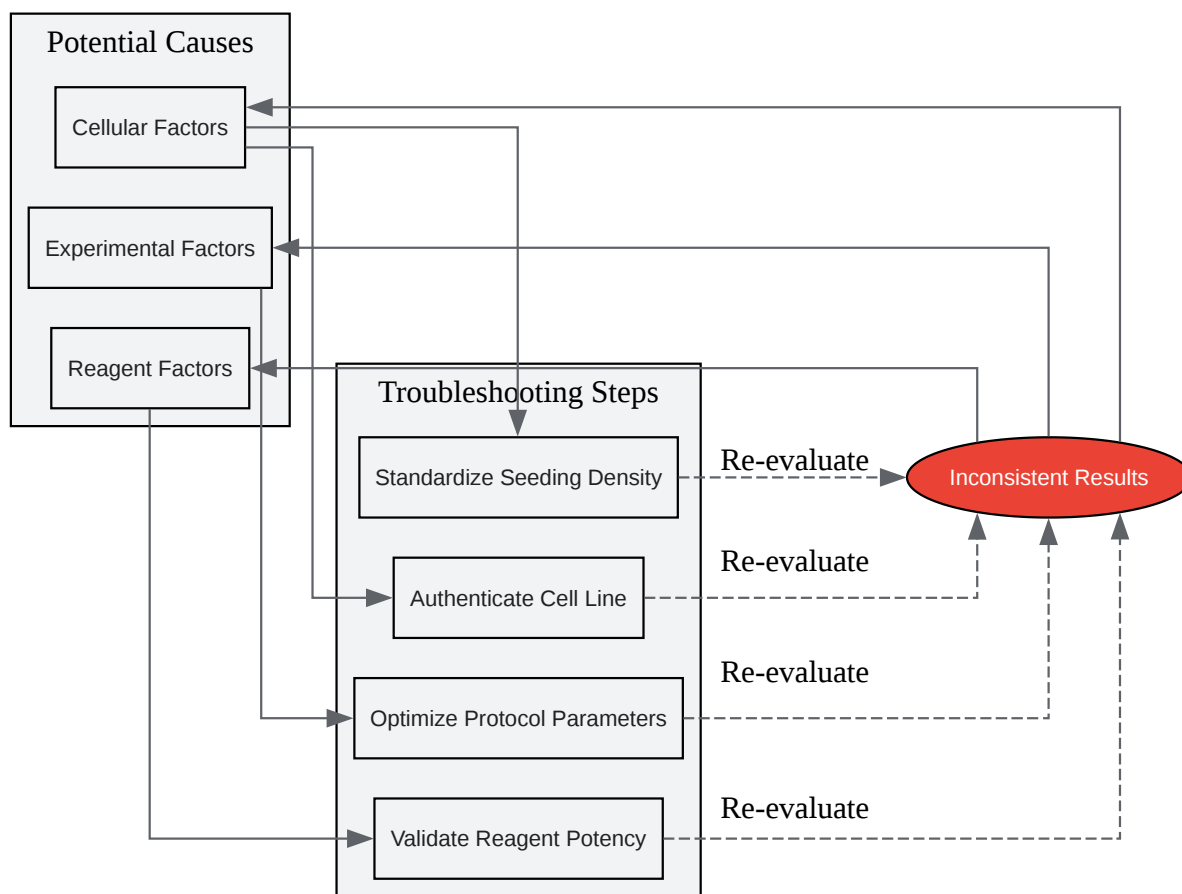 Potential Causes
Cellular Factors
Experimental Factors
Reagent Factors
Troubleshooting Steps
Standardize Seeding Density
Re-evaluate
Inconsistent Results
Authenticate Cell Line
Re-evaluate
Optimize Protocol Parameters
Re-evaluate
Validate Reagent Potency
Re-evaluate